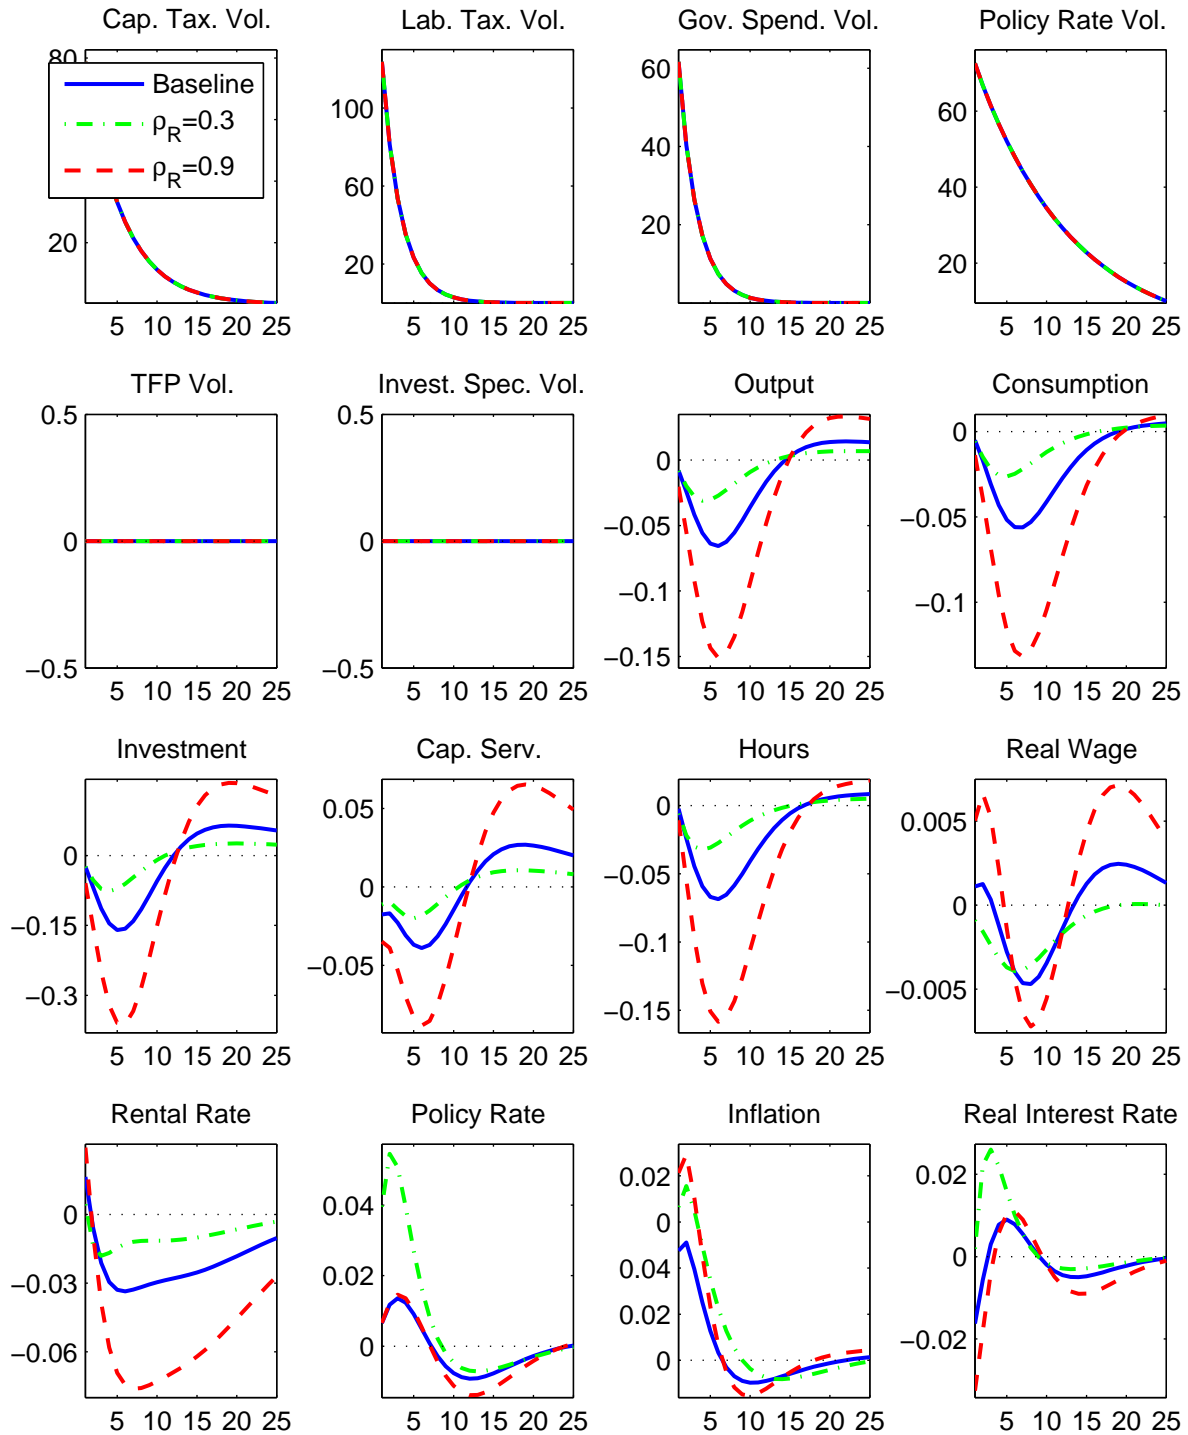 Cap. Tax. Vol. Lab. Tax. Vol. Gov. Spend. Vol. Policy Rate Vol.
80
20
5 10 15 20 25
Baseline
ρ_R=0.3
ρ_R=0.9
100
60
20
5 10 15 20 25
60
40
20
5 10 15 20 25
60
40
20
5 10 15 20 25
TFP Vol. Invest. Spec. Vol. Output Consumption
0.5
0
−0.5
5 10 15 20 25
0.5
0
−0.5
5 10 15 20 25
0
−0.05
−0.1
−0.15
5 10 15 20 25
0
−0.05
−0.1
5 10 15 20 25
Investment Cap. Serv. Hours Real Wage
0
−0.15
−0.3
5 10 15 20 25
0.05
0
−0.05
5 10 15 20 25
0
−0.05
−0.1
−0.15
5 10 15 20 25
0.005
0
−0.005
5 10 15 20 25
Rental Rate Policy Rate Inflation Real Interest Rate
0
−0.03
−0.06
5 10 15 20 25
0.04
0.02
0
5 10 15 20 25
0.02
0
0.04
0.02
0
5 10 15 20 25
0.02
0
−0.02
5 10 15 20 25